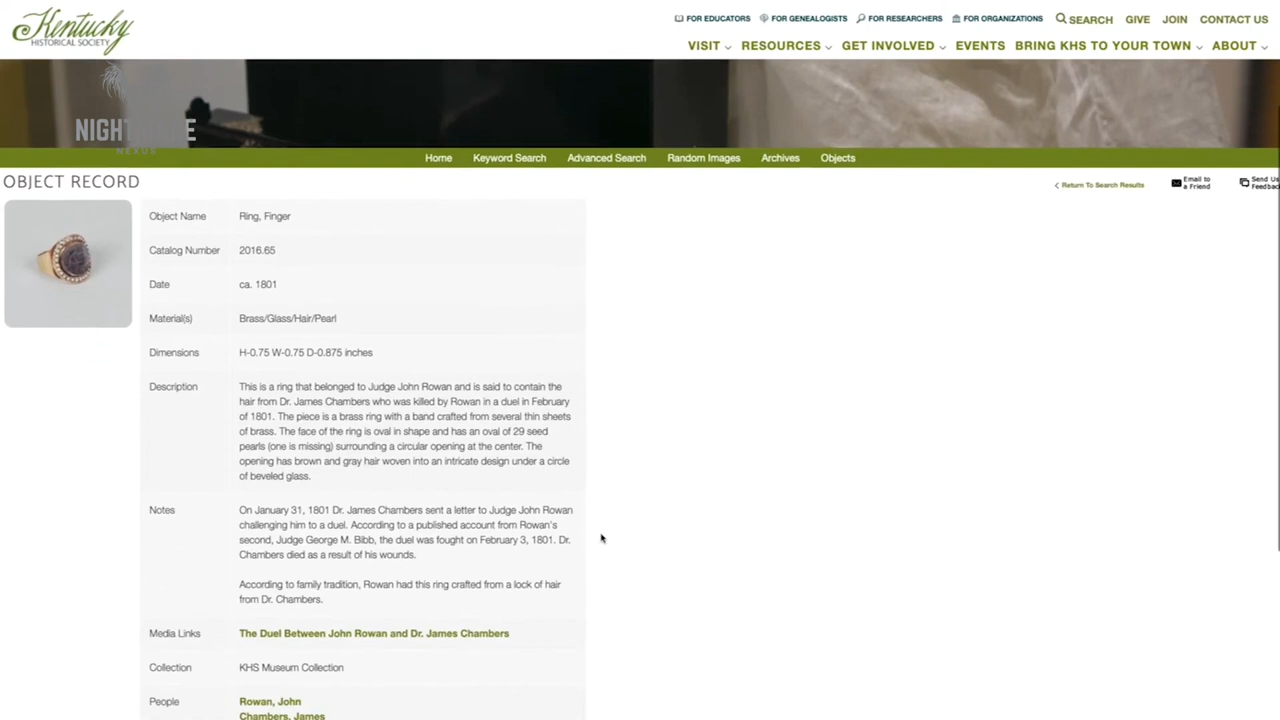 Kentucky
HISTORICAL SOCIETY
FOR EDUCATORS FOR GENEALOGISTS FOR RESEARCHERS FOR ORGANIZATIONS SEARCH GIVE JOIN CONTACT US
VISIT RESOURCES GET INVOLVED EVENTS BRING KHS TO YOUR TOWN ABOUT
NEXUS
Home Keyword Search Advanced Search Random Images Archives Objects
OBJECT RECORD
Return To Search Results
Email to
a Friend
Send Us
Feedback
Object Name Ring, Finger
Catalog Number 2016.65
Date ca. 1801
Material(s) Brass/Glass/Hair/Pearl
Dimensions H-0.75 W-0.75 D-0.875 inches
Description This is a ring that belonged to Judge John Rowan and is said to contain the
hair from Dr. James Chambers who was killed by Rowan in a duel in February
of 1801. The piece is a brass ring with a band crafted from several thin sheets
of brass. The face of the ring is oval in shape and has an oval of 29 seed
pearls (one is missing) surrounding a circular opening at the center. The
opening has brown and gray hair woven into an intricate design under a circle
of beveled glass.
Notes On January 31, 1801 Dr. James Chambers sent a letter to Judge John Rowan
challenging him to a duel. According to a published account from Rowan's
second, Judge George M. Bibb, the duel was fought on February 3, 1801. Dr.
Chambers died as a result of his wounds.
According to family tradition, Rowan had this ring crafted from a lock of hair
from Dr. Chambers.
Media Links The Duel Between John Rowan and Dr. James Chambers
Collection KHS Museum Collection
People Rowan, John
Chambers, James